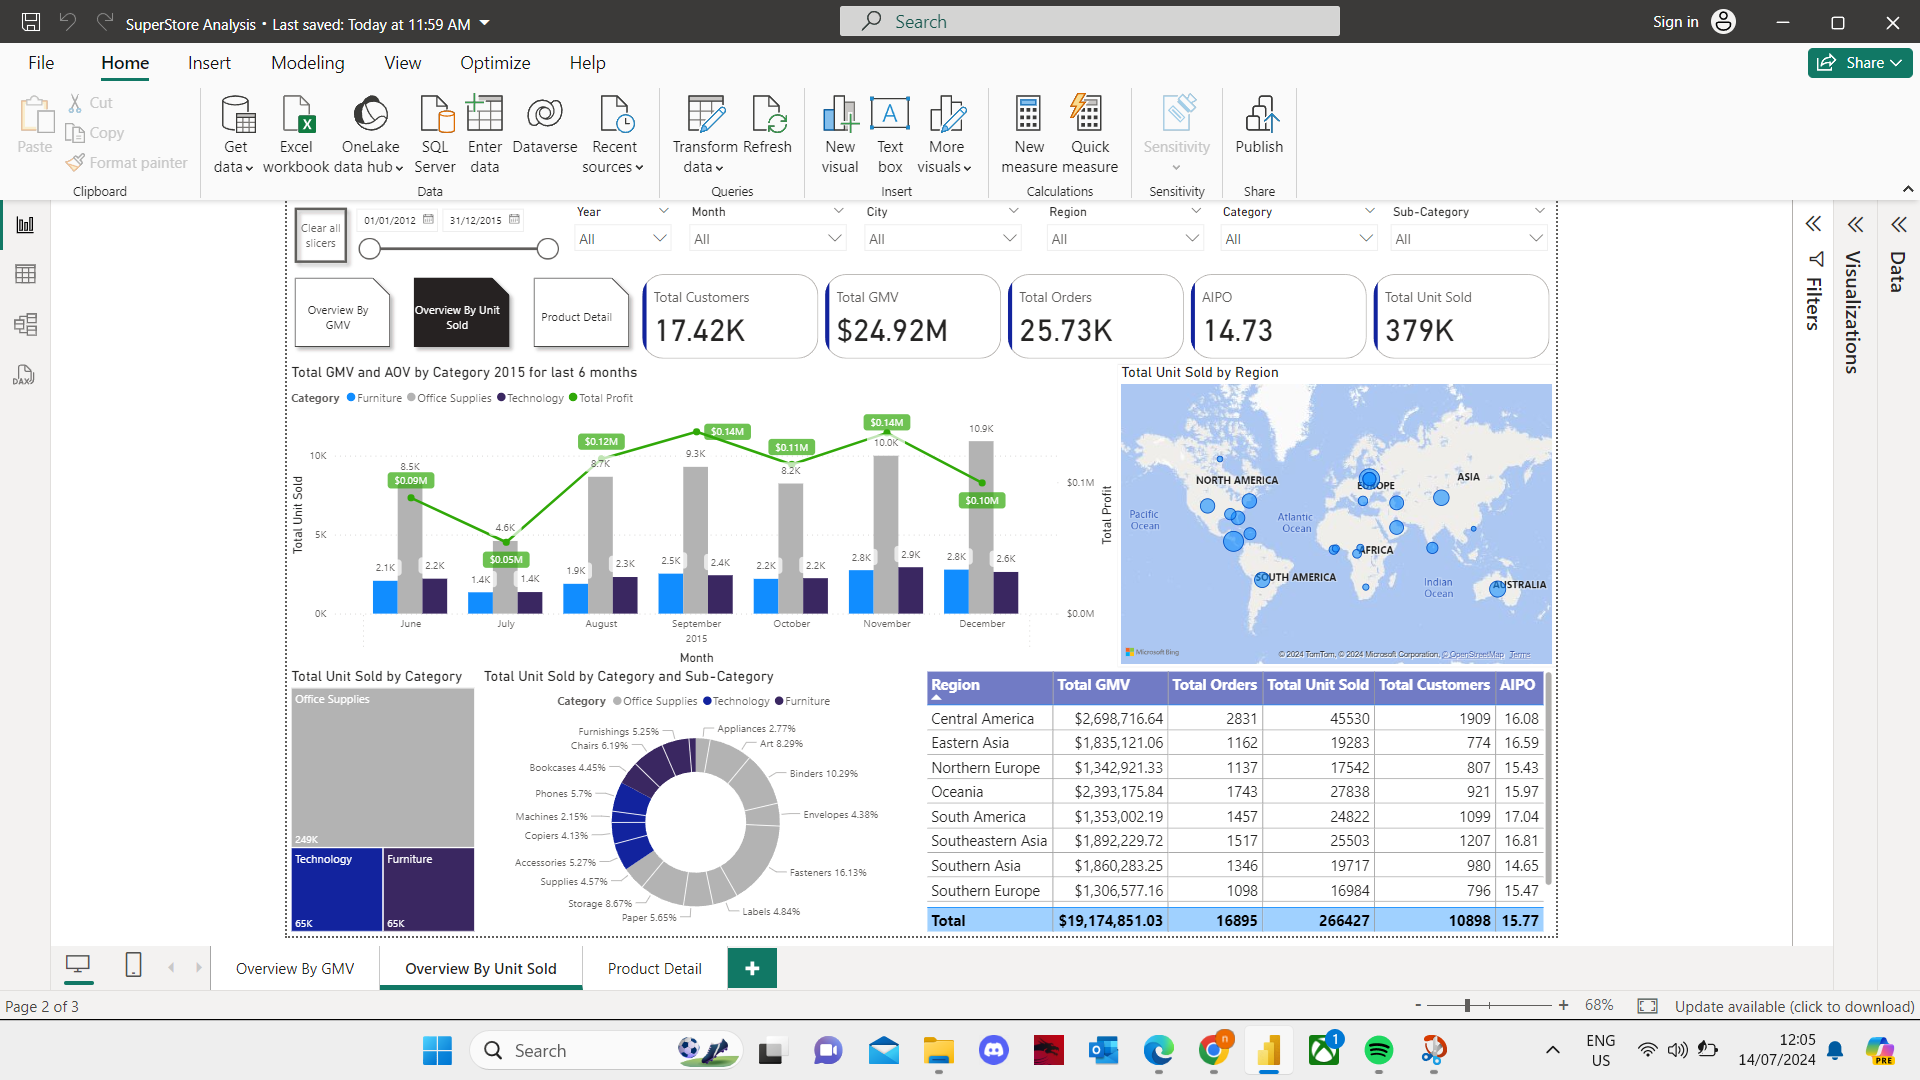 SuperStore Analysis • Last saved: Today at 11:59 AM
Search
Sign in
File
Home
Insert
Modeling
View
Optimize
Help
Share
Paste
Cut
Copy
Format painter
Clipboard
Get data
Excel workbook
OneLake data hub
SQL Server
Enter data
Dataverse
Recent sources
Data
Transform data
Refresh
Queries
New visual
Text box
More visuals
Insert
New measure
Quick measure
Calculations
Sensitivity
Sensitivity
Publish
Share
Clear all slicers
01/01/2012
31/12/2015
Year
All
Month
All
City
All
Region
All
Category
All
Sub-Category
All
Overview By GMV
Overview By Unit Sold
Product Detail
Total Customers
17.42K
Total GMV
$24.92M
Total Orders
25.73K
AIPO
14.73
Total Unit Sold
379K
Filters
Visualizations
Data
Total GMV and AOV by Category 2015 for last 6 months
Category Furniture Office Supplies Technology Total Profit
Total Unit Sold
10K
5K
0K
8.5K
$0.09M
2.1K
2.2K
4.6K
$0.05M
1.4K
1.4K
$0.12M
8.7K
1.9K
2.3K
$0.14M
9.3K
2.5K
2.4K
$0.11M
8.2K
2.2K
2.2K
$0.14M
10.0K
2.8K
2.9K
10.9K
$0.10M
2.8K
2.6K
$0.1M
$0.0M
Total Profit
June
July
August
September
October
November
December
2015
Month
Total Unit Sold by Region
NORTH AMERICA
EUROPE
ASIA
Pacific Ocean
Atlantic Ocean
AFRICA
SOUTH AMERICA
Indian Ocean
AUSTRALIA
Microsoft Bing
© 2024 TomTom, © 2024 Microsoft Corporation, © OpenStreetMap Terms
Total Unit Sold by Category
Office Supplies
249K
Technology
65K
Furniture
65K
Total Unit Sold by Category and Sub-Category
Category Office Supplies Technology Furniture
Furnishings 5.25%
Chairs 6.19%
Bookcases 4.45%
Phones 5.7%
Machines 2.15%
Copiers 4.13%
Accessories 5.27%
Supplies 4.57%
Storage 8.67%
Paper 5.65%
Appliances 2.77%
Art 8.29%
Binders 10.29%
Envelopes 4.38%
Fasteners 16.13%
Labels 4.84%
Region Total GMV Total Orders Total Unit Sold Total Customers AIPO
Central America $2,698,716.64 2831 45530 1909 16.08
Eastern Asia $1,835,121.06 1162 19283 774 16.59
Northern Europe $1,342,921.33 1137 17542 807 15.43
Oceania $2,393,175.84 1743 27838 921 15.97
South America $1,353,002.19 1457 24822 1099 17.04
Southeastern Asia $1,892,229.72 1517 25503 1207 16.81
Southern Asia $1,860,283.25 1346 19717 980 14.65
Southern Europe $1,306,577.16 1098 16984 796 15.47
Total $19,174,851.03 16895 266427 10898 15.77
Overview By GMV
Overview By Unit Sold
Product Detail
+
Page 2 of 3
- + 68%
Update available (click to download)
Search
n
1
ENG
US
12:05
14/07/2024
PRE
DAX